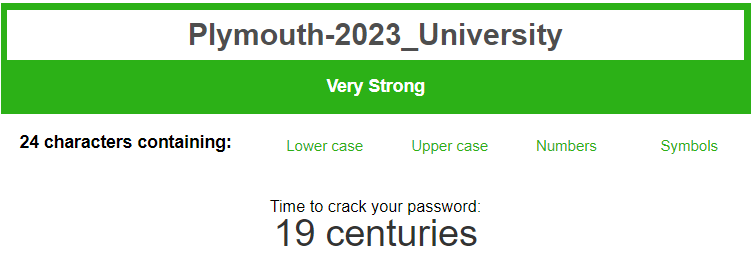 Plymouth-2023_University
Very Strong
24 characters containing: Lower case Upper case Numbers Symbols
Time to crack your password:
19 centuries